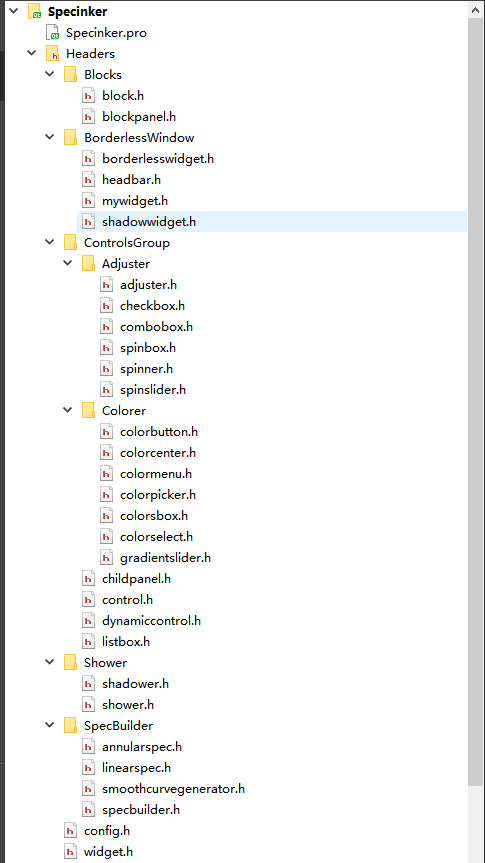 Specinker
Specinker.pro
Headers
Blocks
block.h
blockpanel.h
BorderlessWindow
borderlesswidget.h
headbar.h
mywidget.h
shadowwidget.h
ControlsGroup
Adjuster
adjuster.h
checkbox.h
combobox.h
spinbox.h
spinner.h
spinslider.h
Colorer
colorbutton.h
colorcenter.h
colormenu.h
colorpicker.h
colorsbox.h
colorselect.h
gradientslider.h
childpanel.h
control.h
dynamiccontrol.h
listbox.h
Shower
shadower.h
shower.h
SpecBuilder
annularspec.h
linearspec.h
smoothcurvegenerator.h
specbuilder.h
config.h
widget.h